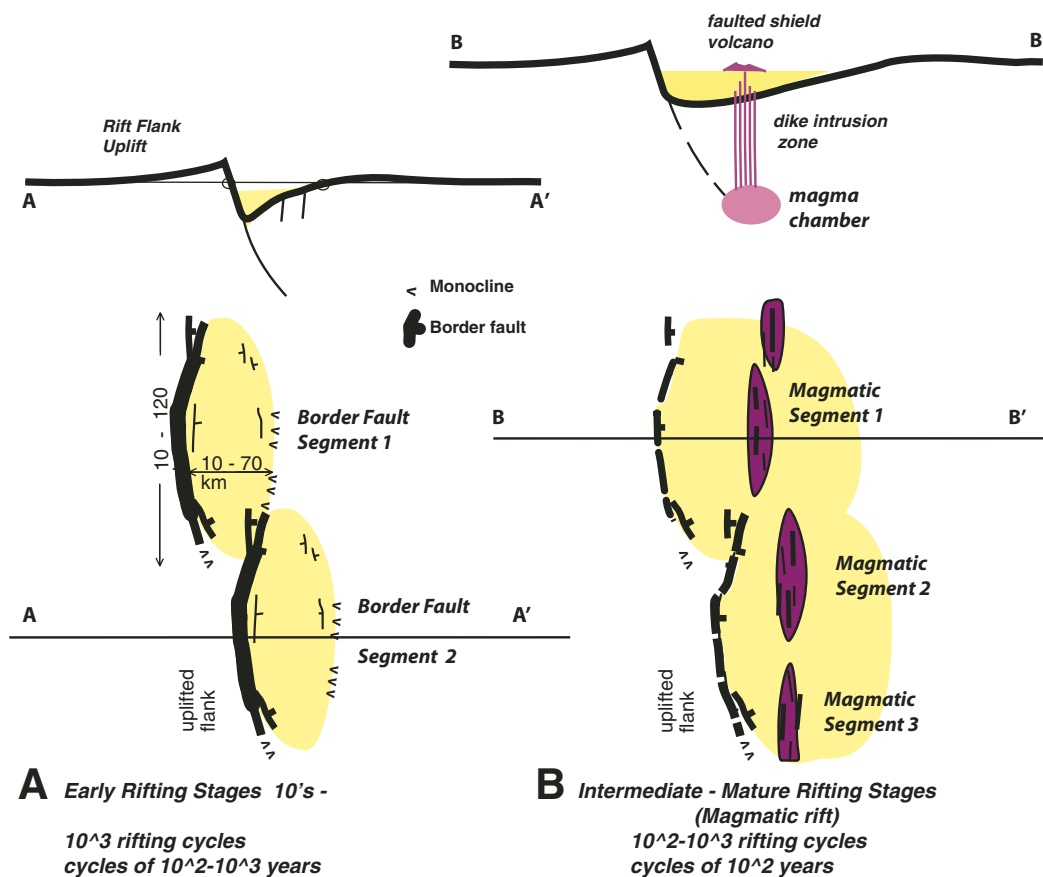 faulted shield
volcano
B
B
dike intrusion
zone
magma
chamber
Rift Flank
Uplift
A
A'
Monocline
Border fault
10 - 120
10 - 70
km
Border Fault
Segment 1
A
A'
Border Fault
Segment 2
uplifted
flank
B
B'
Magmatic
Segment 1
Magmatic
Segment 2
Magmatic
Segment 3
uplifted
flank
A Early Rifting Stages 10's -
10^3 rifting cycles
cycles of 10^2-10^3 years
B Intermediate - Mature Rifting Stages
(Magmatic rift)
10^2-10^3 rifting cycles
cycles of 10^2 years